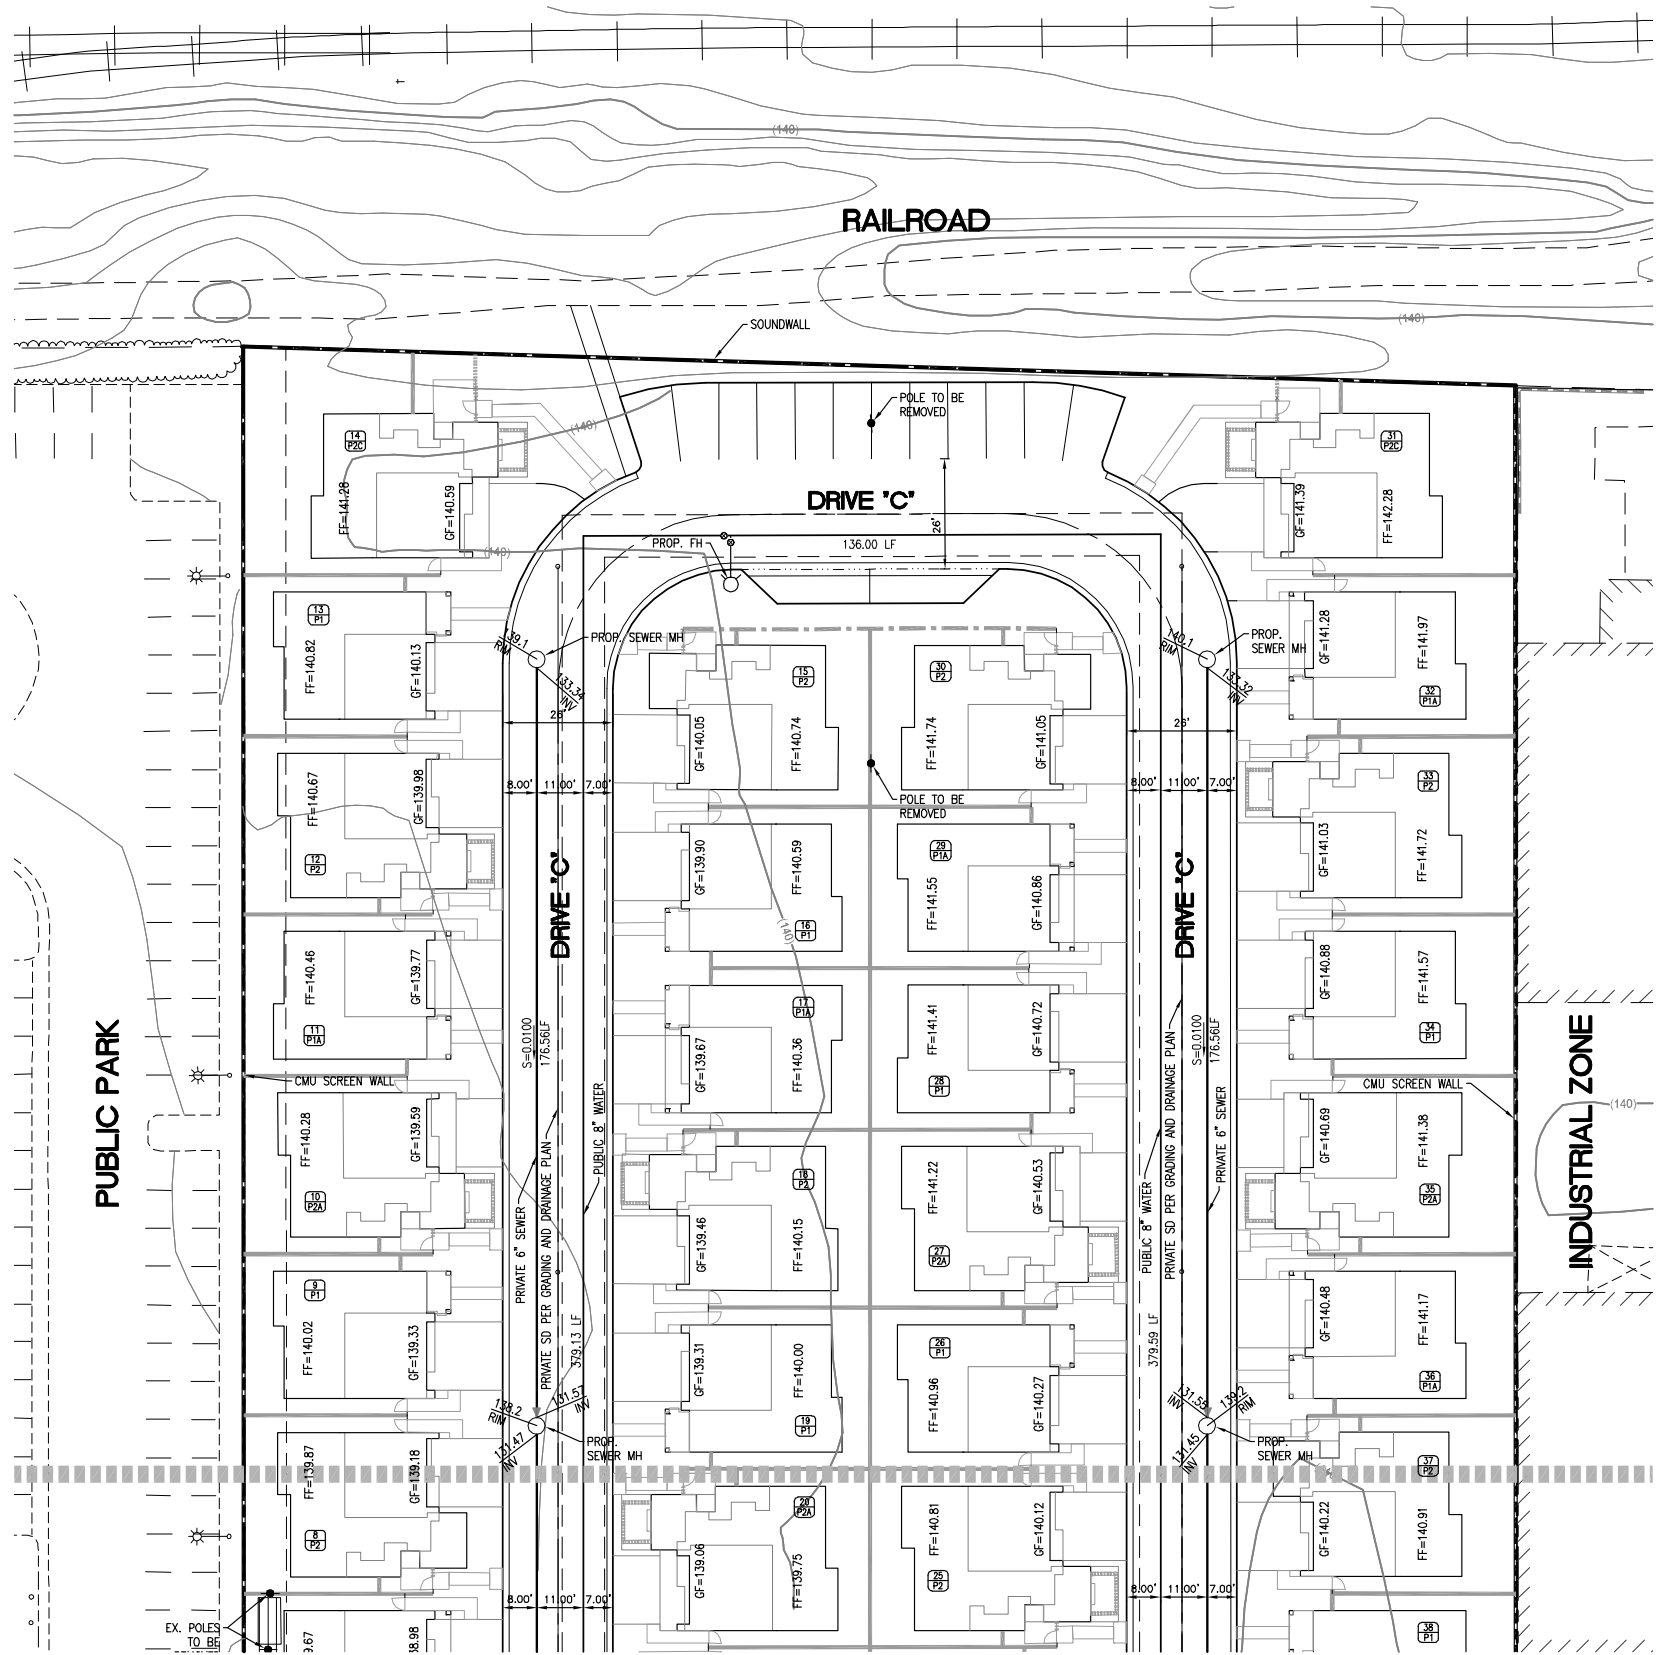 (140)
RAILROAD
(140)
SOUNDWALL
POLE TO BE
REMOVED
14
P2C
(140)
31
P2C
FF=141.28
GF=140.59
DRIVE "C"
26'
GF=141.39
FF=142.28
(140)
PROP. FH
136.00 LF
13
P1
FF=140.82
GF=140.13
139.1
RIM
PROP. SEWER MH
133.34
INV
26'
15
P2
GF=140.05
FF=140.74
30
P2
FF=141.74
GF=141.05
140.1
RIM
PROP.
SEWER MH
133.32
INV
26'
GF=141.28
FF=141.97
32
P1A
8.00'
11.00'
7.00'
8.00'
11.00'
7.00'
POLE TO BE
REMOVED
FF=140.67
GF=139.98
12
P2
33
P2
GF=141.03
FF=141.72
DRIVE "C"
DRIVE "C"
GF=139.90
FF=140.59
16
P1
(140)
29
P1A
FF=141.55
GF=140.86
FF=140.46
GF=139.77
11
P1A
GF=140.88
FF=141.57
34
P1
17
P1A
GF=139.67
FF=140.36
FF=141.41
GF=140.72
28
P1
S=0.0100
176.56LF
S=0.0100
176.56LF
PUBLIC PARK
INDUSTRIAL ZONE
(140)
CMU SCREEN WALL
CMU SCREEN WALL
PRIVATE 6" SEWER
PRIVATE SD PER GRADING AND DRAINAGE PLAN
PUBLIC 8" WATER
379.13 LF
PUBLIC 8" WATER
PRIVATE SD PER GRADING AND DRAINAGE PLAN
PRIVATE 6" SEWER
379.59 LF
FF=140.28
GF=139.59
10
P2A
GF=140.69
FF=141.38
35
P2A
18
P2
GF=139.46
FF=140.15
FF=141.22
GF=140.53
27
P2A
9
P1
FF=140.02
GF=139.33
GF=140.48
FF=141.17
36
P1A
GF=139.31
FF=140.00
19
P1
26
P1
FF=140.96
GF=140.27
138.2
RIM
131.57
INV
131.47
INV
PROP.
SEWER MH
131.55
INV
139.2
RIM
131.45
INV
PROP.
SEWER MH
FF=139.87
GF=139.18
8
P2
37
P2
GF=140.22
FF=140.91
20
P2A
GF=139.06
FF=139.75
FF=140.81
GF=140.12
25
P2
8.00'
11.00'
7.00'
8.00'
11.00'
7.00'
EX. POLES
TO BE
9.67
8.98
38
P1